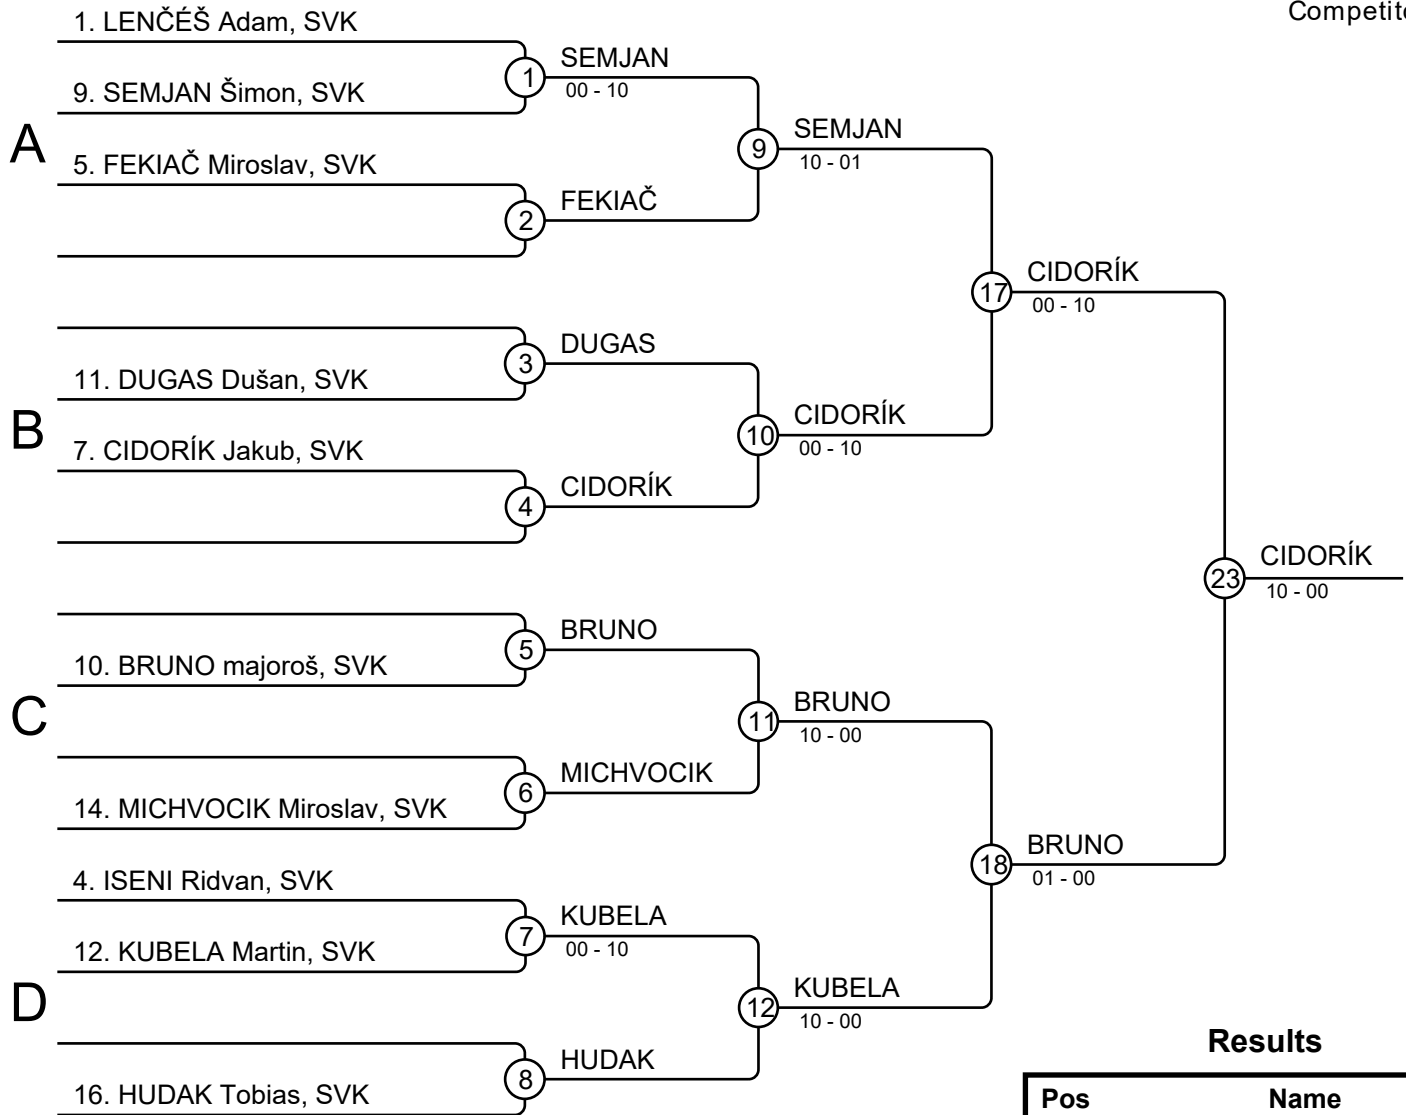 Competit
1. LENČÉŠ Adam, SVK
1
SEMJAN
00 - 10
9. SEMJAN Šimon, SVK
A
9
SEMJAN
10 - 01
5. FEKIAČ Miroslav, SVK
2
FEKIAČ
17
CIDORÍK
00 - 10
3
DUGAS
11. DUGAS Dušan, SVK
B
10
CIDORÍK
00 - 10
7. CIDORÍK Jakub, SVK
4
CIDORÍK
23
CIDORÍK
10 - 00
5
BRUNO
10. BRUNO majoroš, SVK
C
11
BRUNO
10 - 00
6
MICHVOCIK
14. MICHVOCIK Miroslav, SVK
18
BRUNO
01 - 00
4. ISENI Ridvan, SVK
7
KUBELA
00 - 10
12. KUBELA Martin, SVK
D
12
KUBELA
10 - 00
8
HUDAK
16. HUDAK Tobias, SVK
Results
Pos Name